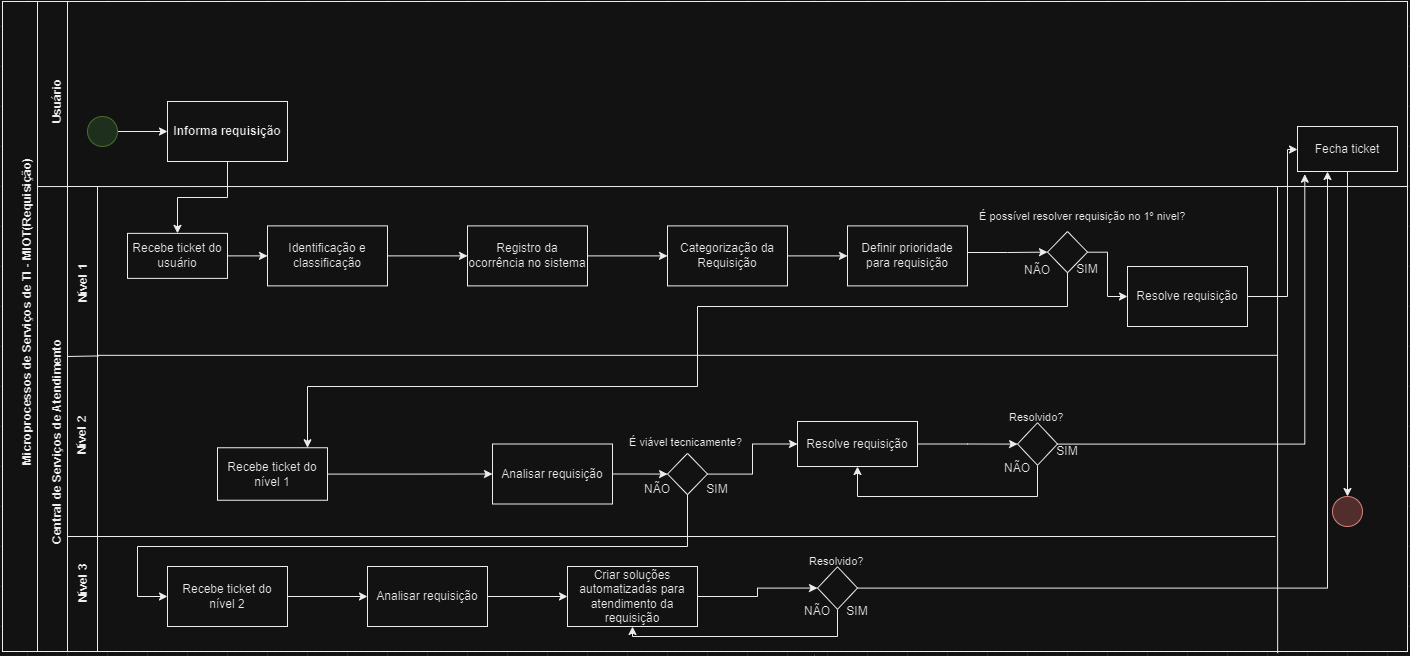 Microprocessos de Serviços de TI - MIOT(Requisição)
Usuário
Informa requisição
Fecha ticket
Central de Serviços de Atendimento
Nível 1
Recebe ticket do
usuário
Identificação e
classificação
Registro da
ocorrência no sistema
Categorização da
Requisição
Definir prioridade
para requisição
É possível resolver requisição no 1º nivel?
NÃO
SIM
Resolve requisição
Nível 2
Recebe ticket do
nível 1
Analisar requisição
É viável tecnicamente?
NÃO
SIM
Resolve requisição
Resolvido?
NÃO
SIM
Nível 3
Recebe ticket do
nível 2
Analisar requisição
Criar soluções
automatizadas para
atendimento da
requisição
Resolvido?
NÃO
SIM